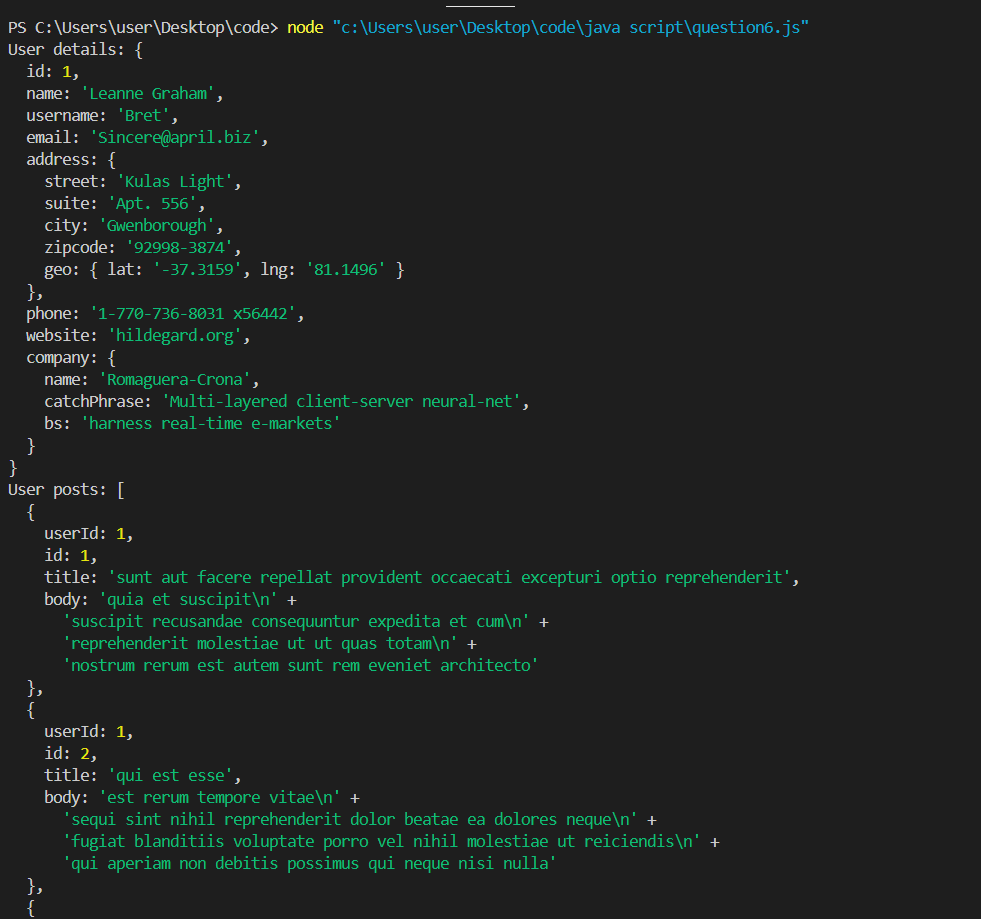 PS C:\Users\user\Desktop\code> node "c:\Users\user\Desktop\code\java script\question6.js"
User details: {
  id: 1,
  name: 'Leanne Graham',
  username: 'Bret',
  email: 'Sincere@april.biz',
  address: {
    street: 'Kulas Light',
    suite: 'Apt. 556',
    city: 'Gwenborough',
    zipcode: '92998-3874',
    geo: { lat: '-37.3159', lng: '81.1496' }
  },
  phone: '1-770-736-8031 x56442',
  website: 'hildegard.org',
  company: {
    name: 'Romaguera-Crona',
    catchPhrase: 'Multi-layered client-server neural-net',
    bs: 'harness real-time e-markets'
  }
}
User posts: [
  {
    userId: 1,
    id: 1,
    title: 'sunt aut facere repellat provident occaecati excepturi optio reprehenderit',
    body: 'quia et suscipit\n' +
      'suscipit recusandae consequuntur expedita et cum\n' +
      'reprehenderit molestiae ut ut quas totam\n' +
      'nostrum rerum est autem sunt rem eveniet architecto'
  },
  {
    userId: 1,
    id: 2,
    title: 'qui est esse',
    body: 'est rerum tempore vitae\n' +
      'sequi sint nihil reprehenderit dolor beatae ea dolores neque\n' +
      'fugiat blanditiis voluptate porro vel nihil molestiae ut reiciendis\n' +
      'qui aperiam non debitis possimus qui neque nisi nulla'
  },
  {